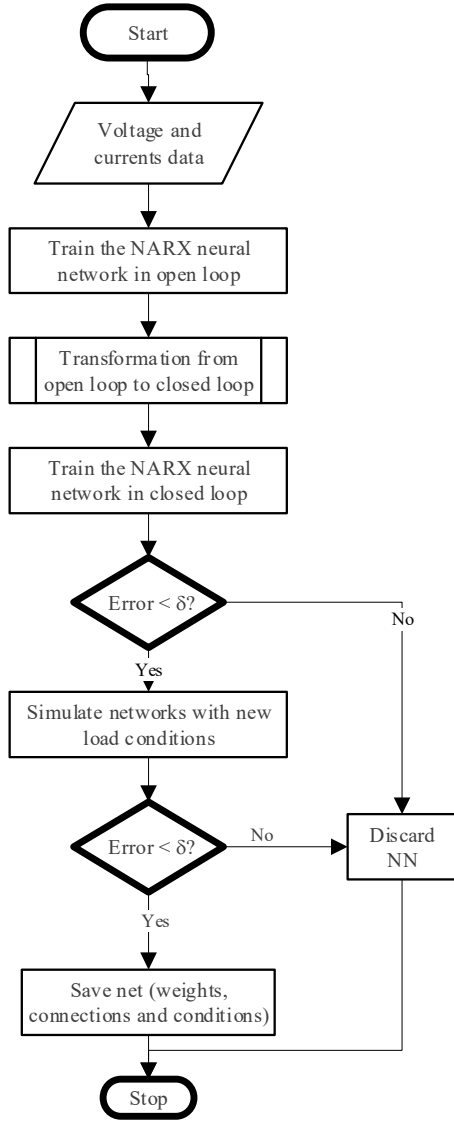 Start
Voltage and
currents data
Train the NARX neural
network in open loop
Transformation from
open loop to closed loop
Train the NARX neural
network in closed loop
Error < δ?
No
Yes
Simulate networks with new
load conditions
Error < δ?
No
Discard
NN
Yes
Save net (weights,
connections and conditions)
Stop